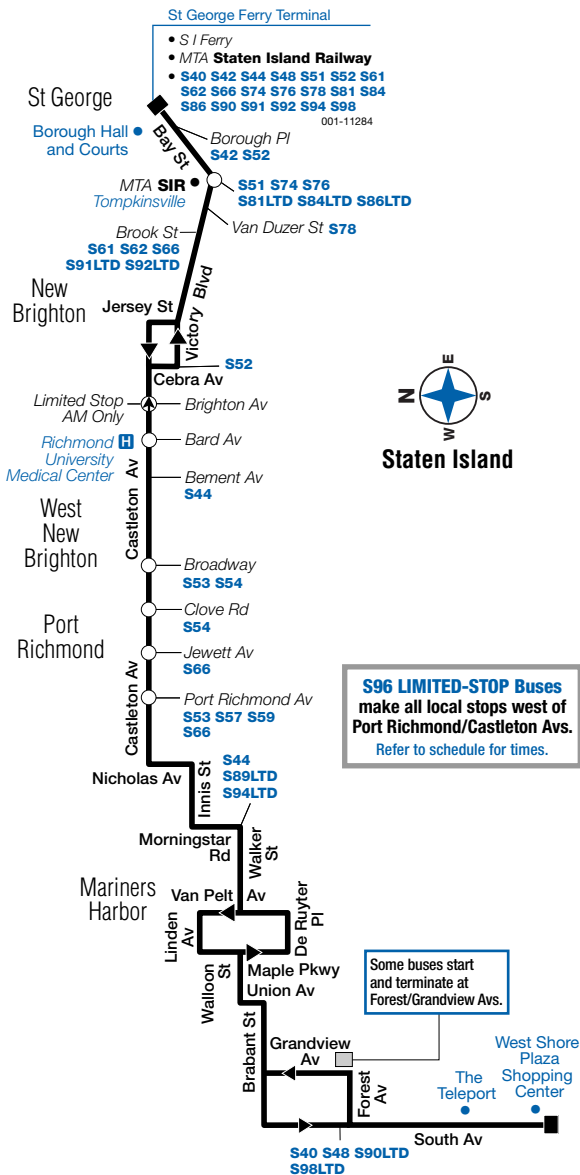 St George Ferry Terminal
• S I Ferry
• MTA Staten Island Railway
• S40 S42 S44 S48 S51 S52 S61
S62 S66 S74 S76 S78 S81 S84
S86 S90 S91 S92 S94 S98
001-11284
St George
Borough Hall
and Courts
Bay St
Borough Pl
S42 S52
MTA SIR
Tompkinsville
S51 S74 S76
S81LTD S84LTD S86LTD
Van Duzer St S78
Brook St
S61 S62 S66
S91LTD S92LTD
New
Brighton
Jersey St
Victory Blvd
S52
Cebra Av
Limited Stop
AM Only
Brighton Av
Richmond H
University
Medical Center
Bard Av
Castleton Av
Bement Av
S44
N
E
S
W
Staten Island
West
New
Brighton
Broadway
S53 S54
Clove Rd
S54
Port
Richmond
Jewett Av
S66
Castleton Av
Port Richmond Av
S53 S57 S59
S66
S96 LIMITED-STOP Buses
make all local stops west of
Port Richmond/Castleton Avs.
Refer to schedule for times.
Nicholas Av
Innis St
S44
S89LTD
S94LTD
Morningstar
Rd
Walker
St
Mariners
Harbor
Van Pelt Av
Linden
Av
De Ruyter
Pl
Walloon
St
Maple Pkwy
Union Av
Some buses start
and terminate at
Forest/Grandview Avs.
Brabant St
Grandview
Av
Forest
Av
The
Teleport
West Shore
Plaza
Shopping
Center
South Av
S40 S48 S90LTD
S98LTD